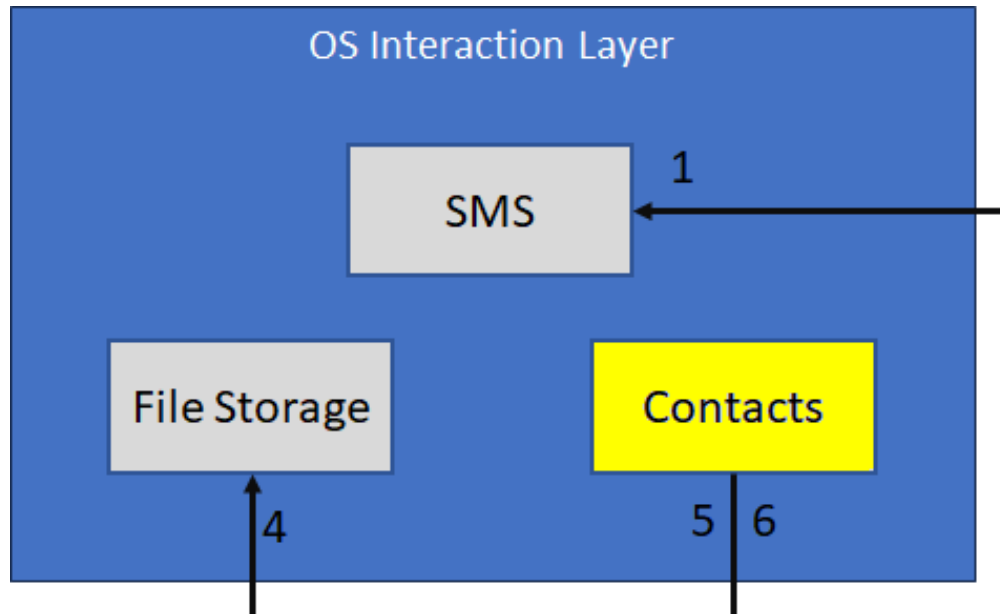 OS Interaction Layer
1
SMS
File Storage
Contacts
4
5 6